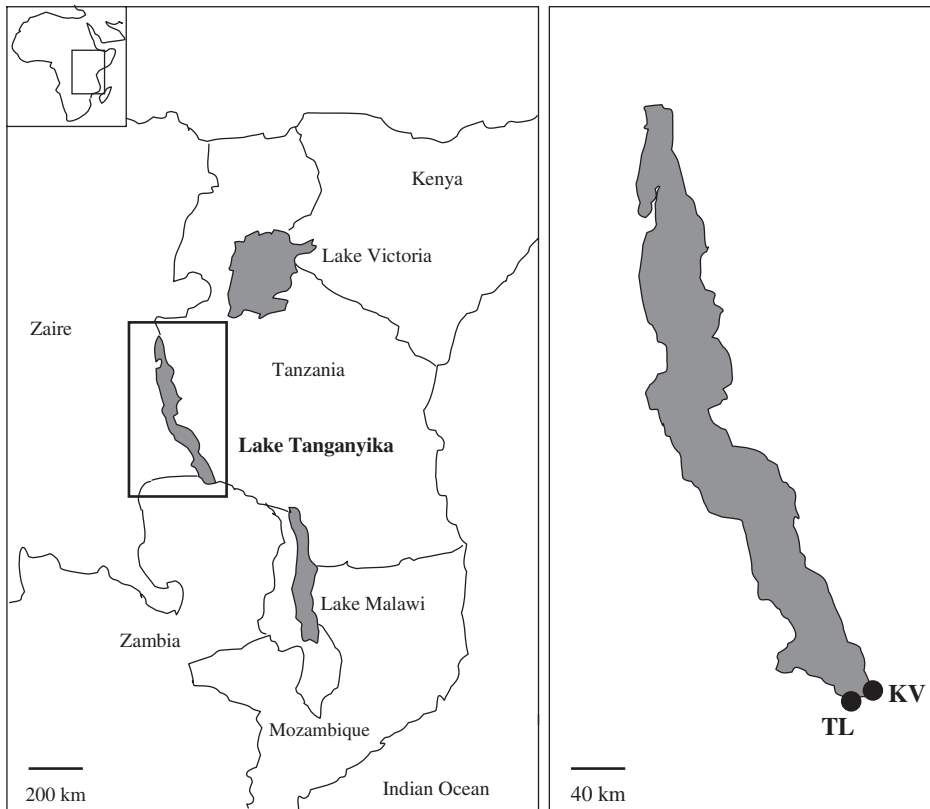 Kenya
Lake Victoria
Zaire
Tanzania
Lake Tanganyika
Lake Malawi
Zambia
Mozambique
Indian Ocean
200 km
KV
TL
40 km